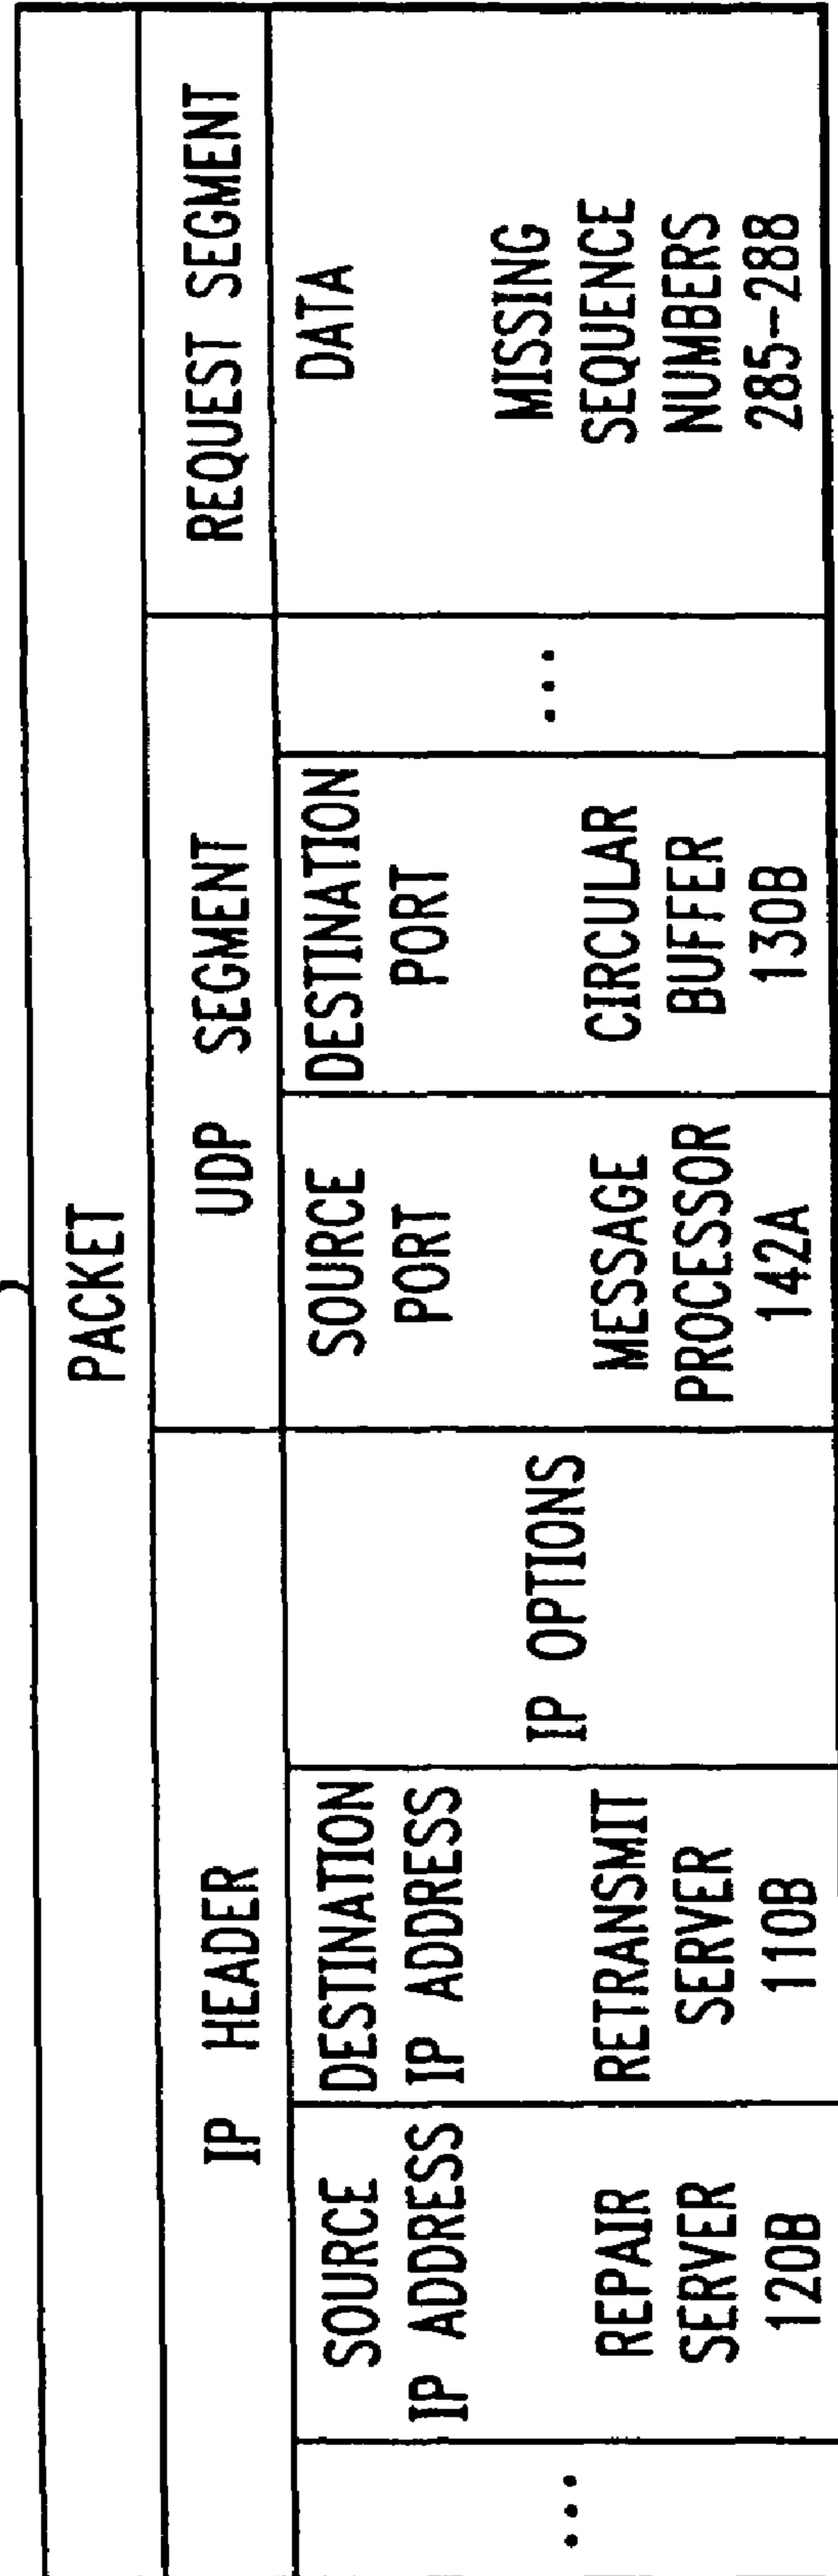 PACKET
IP HEADER
UDP SEGMENT
REQUEST SEGMENT
...
SOURCE
IP ADDRESS
REPAIR
SERVER
120B
DESTINATION
IP ADDRESS
RETRANSMIT
SERVER
110B
IP OPTIONS
SOURCE
PORT
MESSAGE
PROCESSOR
142A
DESTINATION
PORT
CIRCULAR
BUFFER
130B
...
DATA
MISSING
SEQUENCE
NUMBERS
285-288